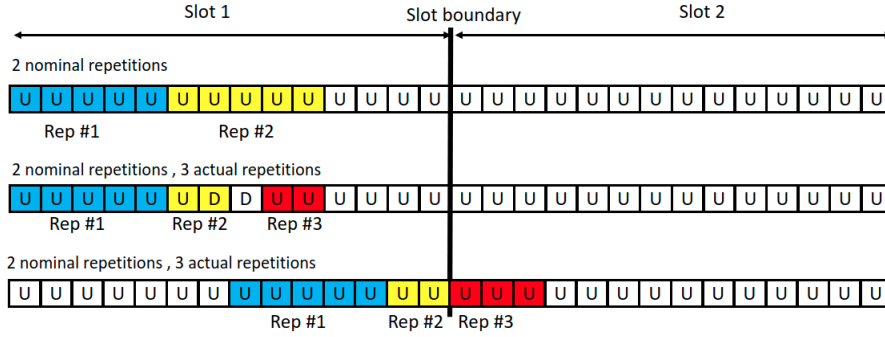 Slot 1 Slot boundary Slot 2
2 nominal repetitions
U U U U U U U U U U U U U U U U U U U U U U U U U U U U
Rep #1 Rep #2
2 nominal repetitions , 3 actual repetitions
U U U U U U D D U U U U U U U U U U U U U U U U U U U U
Rep #1 Rep #2 Rep #3
2 nominal repetitions , 3 actual repetitions
U U U U U U U U U U U U U U U U U U U U U U U U U U U U
Rep #1 Rep #2 Rep #3